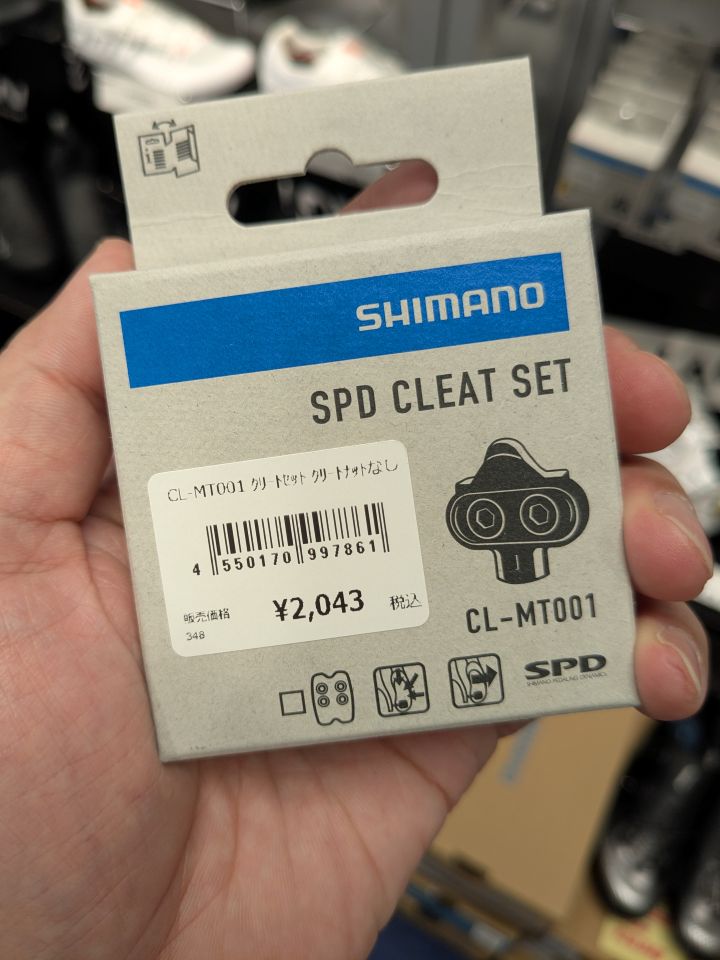 SHIMANO
SPD CLEAT SET
CL-MT001 クリートセット クリートナットなし
4 550170 997861
販売価格
¥2,043 税込
348
CL-MT001
SPD
SHIMANO PEDALING DYNAMICS